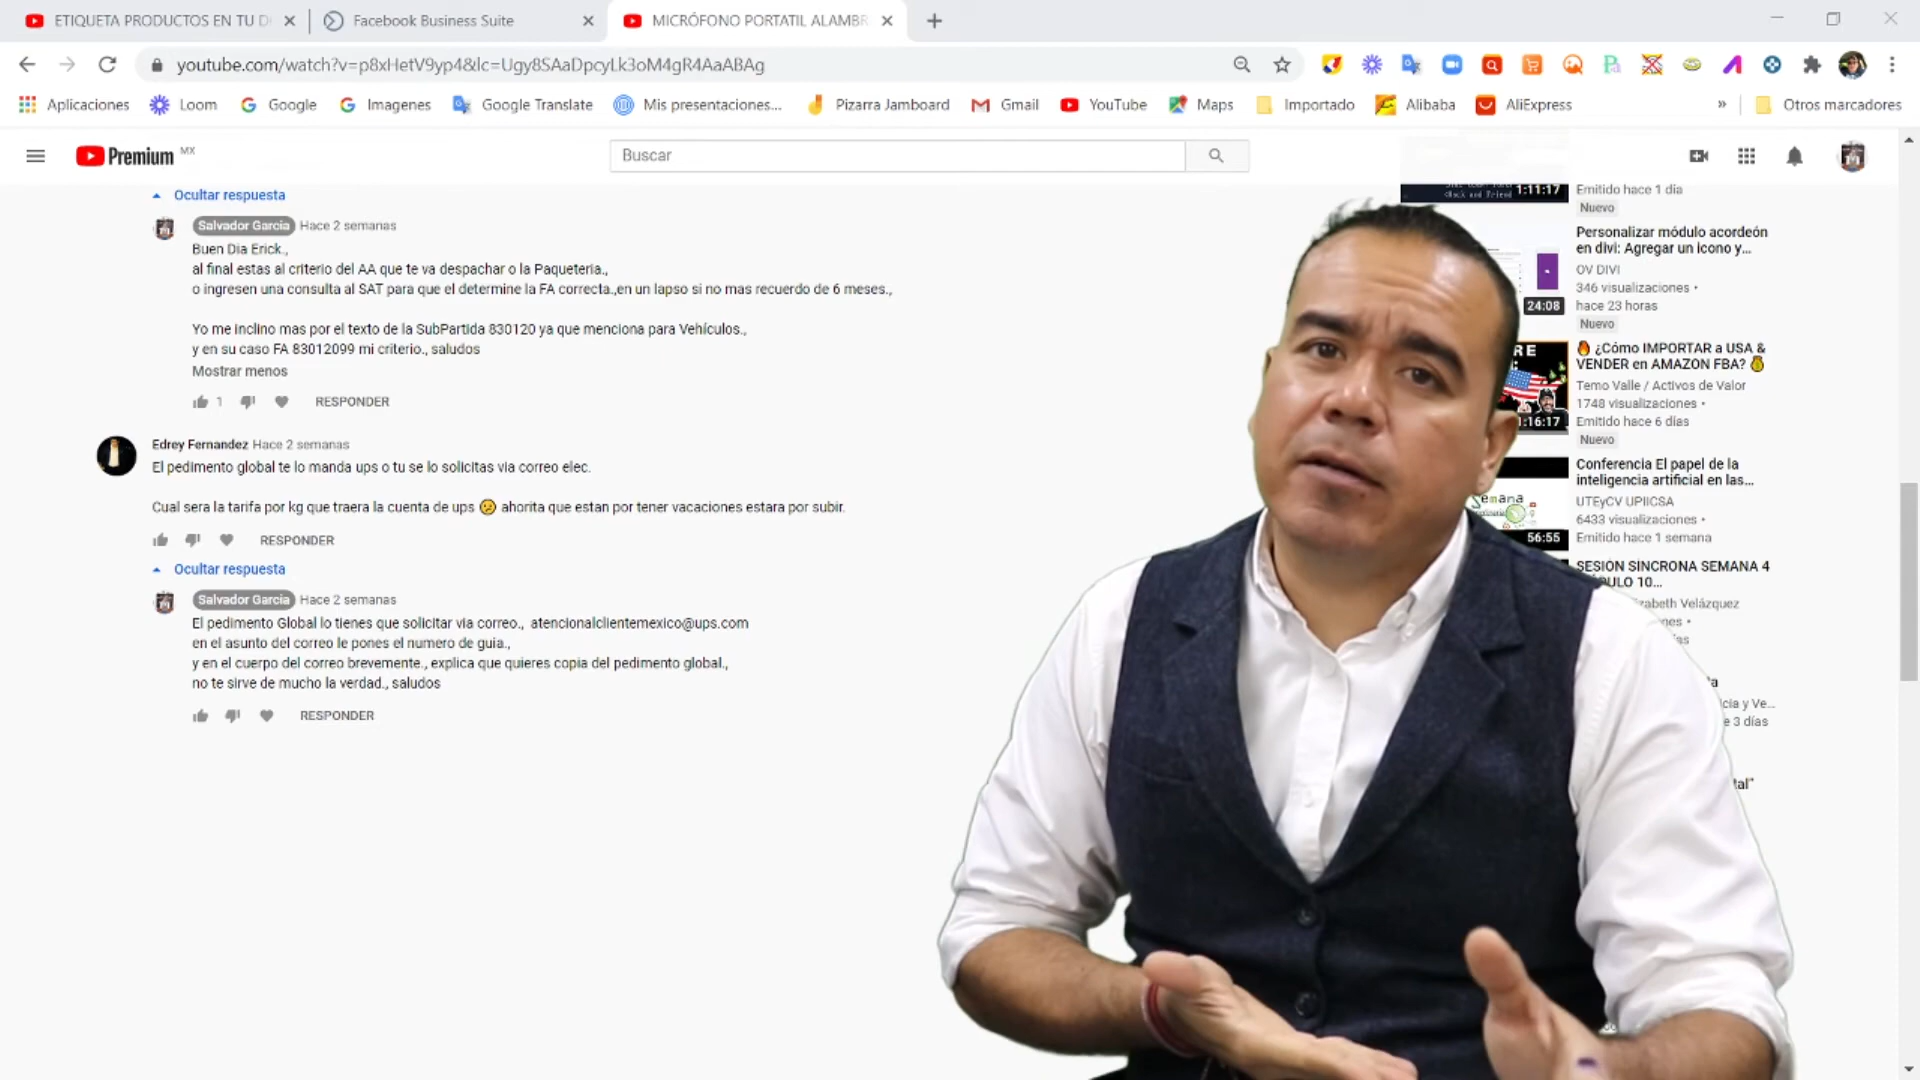 ETIQUETA PRODUCTOS EN TU D
Facebook Business Suite
MICRÓFONO PORTATIL ALAMBR
youtube.com/watch?v=p8xHetV9yp4&lc=Ugy8SAaDpcyLk3oM4gR4AaABAg
Aplicaciones Loom Google Imagenes Google Translate Mis presentaciones... Pizarra Jamboard Gmail YouTube Maps Importado Alibaba AliExpress » Otros marcadores
Premium MX
Buscar
Ocultar respuesta
Salvador Garcia Hace 2 semanas
Buen Dia Erick.,
al final estas al criterio del AA que te va despachar o la Paqueteria.,
o ingresen una consulta al SAT para que el determine la FA correcta.,en un lapso si no mas recuerdo de 6 meses.,
Yo me inclino mas por el texto de la SubPartida 830120 ya que menciona para Vehículos.,
y en su caso FA 83012099 mi criterio., saludos
Mostrar menos
1 RESPONDER
Edrey Fernandez Hace 2 semanas
El pedimento global te lo manda ups o tu se lo solicitas via correo elec.
Cual sera la tarifa por kg que traera la cuenta de ups ahorita que estan por tener vacaciones estara por subir.
RESPONDER
Ocultar respuesta
Salvador Garcia Hace 2 semanas
El pedimento Global lo tienes que solicitar via correo., atencionalclientemexico@ups.com
en el asunto del correo le pones el numero de guia.,
y en el cuerpo del correo brevemente., explica que quieres copia del pedimento global.,
no te sirve de mucho la verdad., saludos
RESPONDER
1:11:17
Emitido hace 1 día
Nuevo
Personalizar módulo acordeón
en divi: Agregar un icono y...
OV DIVI
346 visualizaciones •
24:08
hace 23 horas
Nuevo
¿Cómo IMPORTAR a USA &
VENDER en AMAZON FBA?
Temo Valle / Activos de Valor
1748 visualizaciones •
:16:17
Emitido hace 6 días
Nuevo
Conferencia El papel de la
inteligencia artificial en las...
UTEyCV UPIICSA
6433 visualizaciones •
56:55
Emitido hace 1 semana
SESIÓN SINCRONA SEMANA 4
DULO 10...
zabeth Velázquez
nes •
as
a
cia y Ve...
e 3 días
tal"